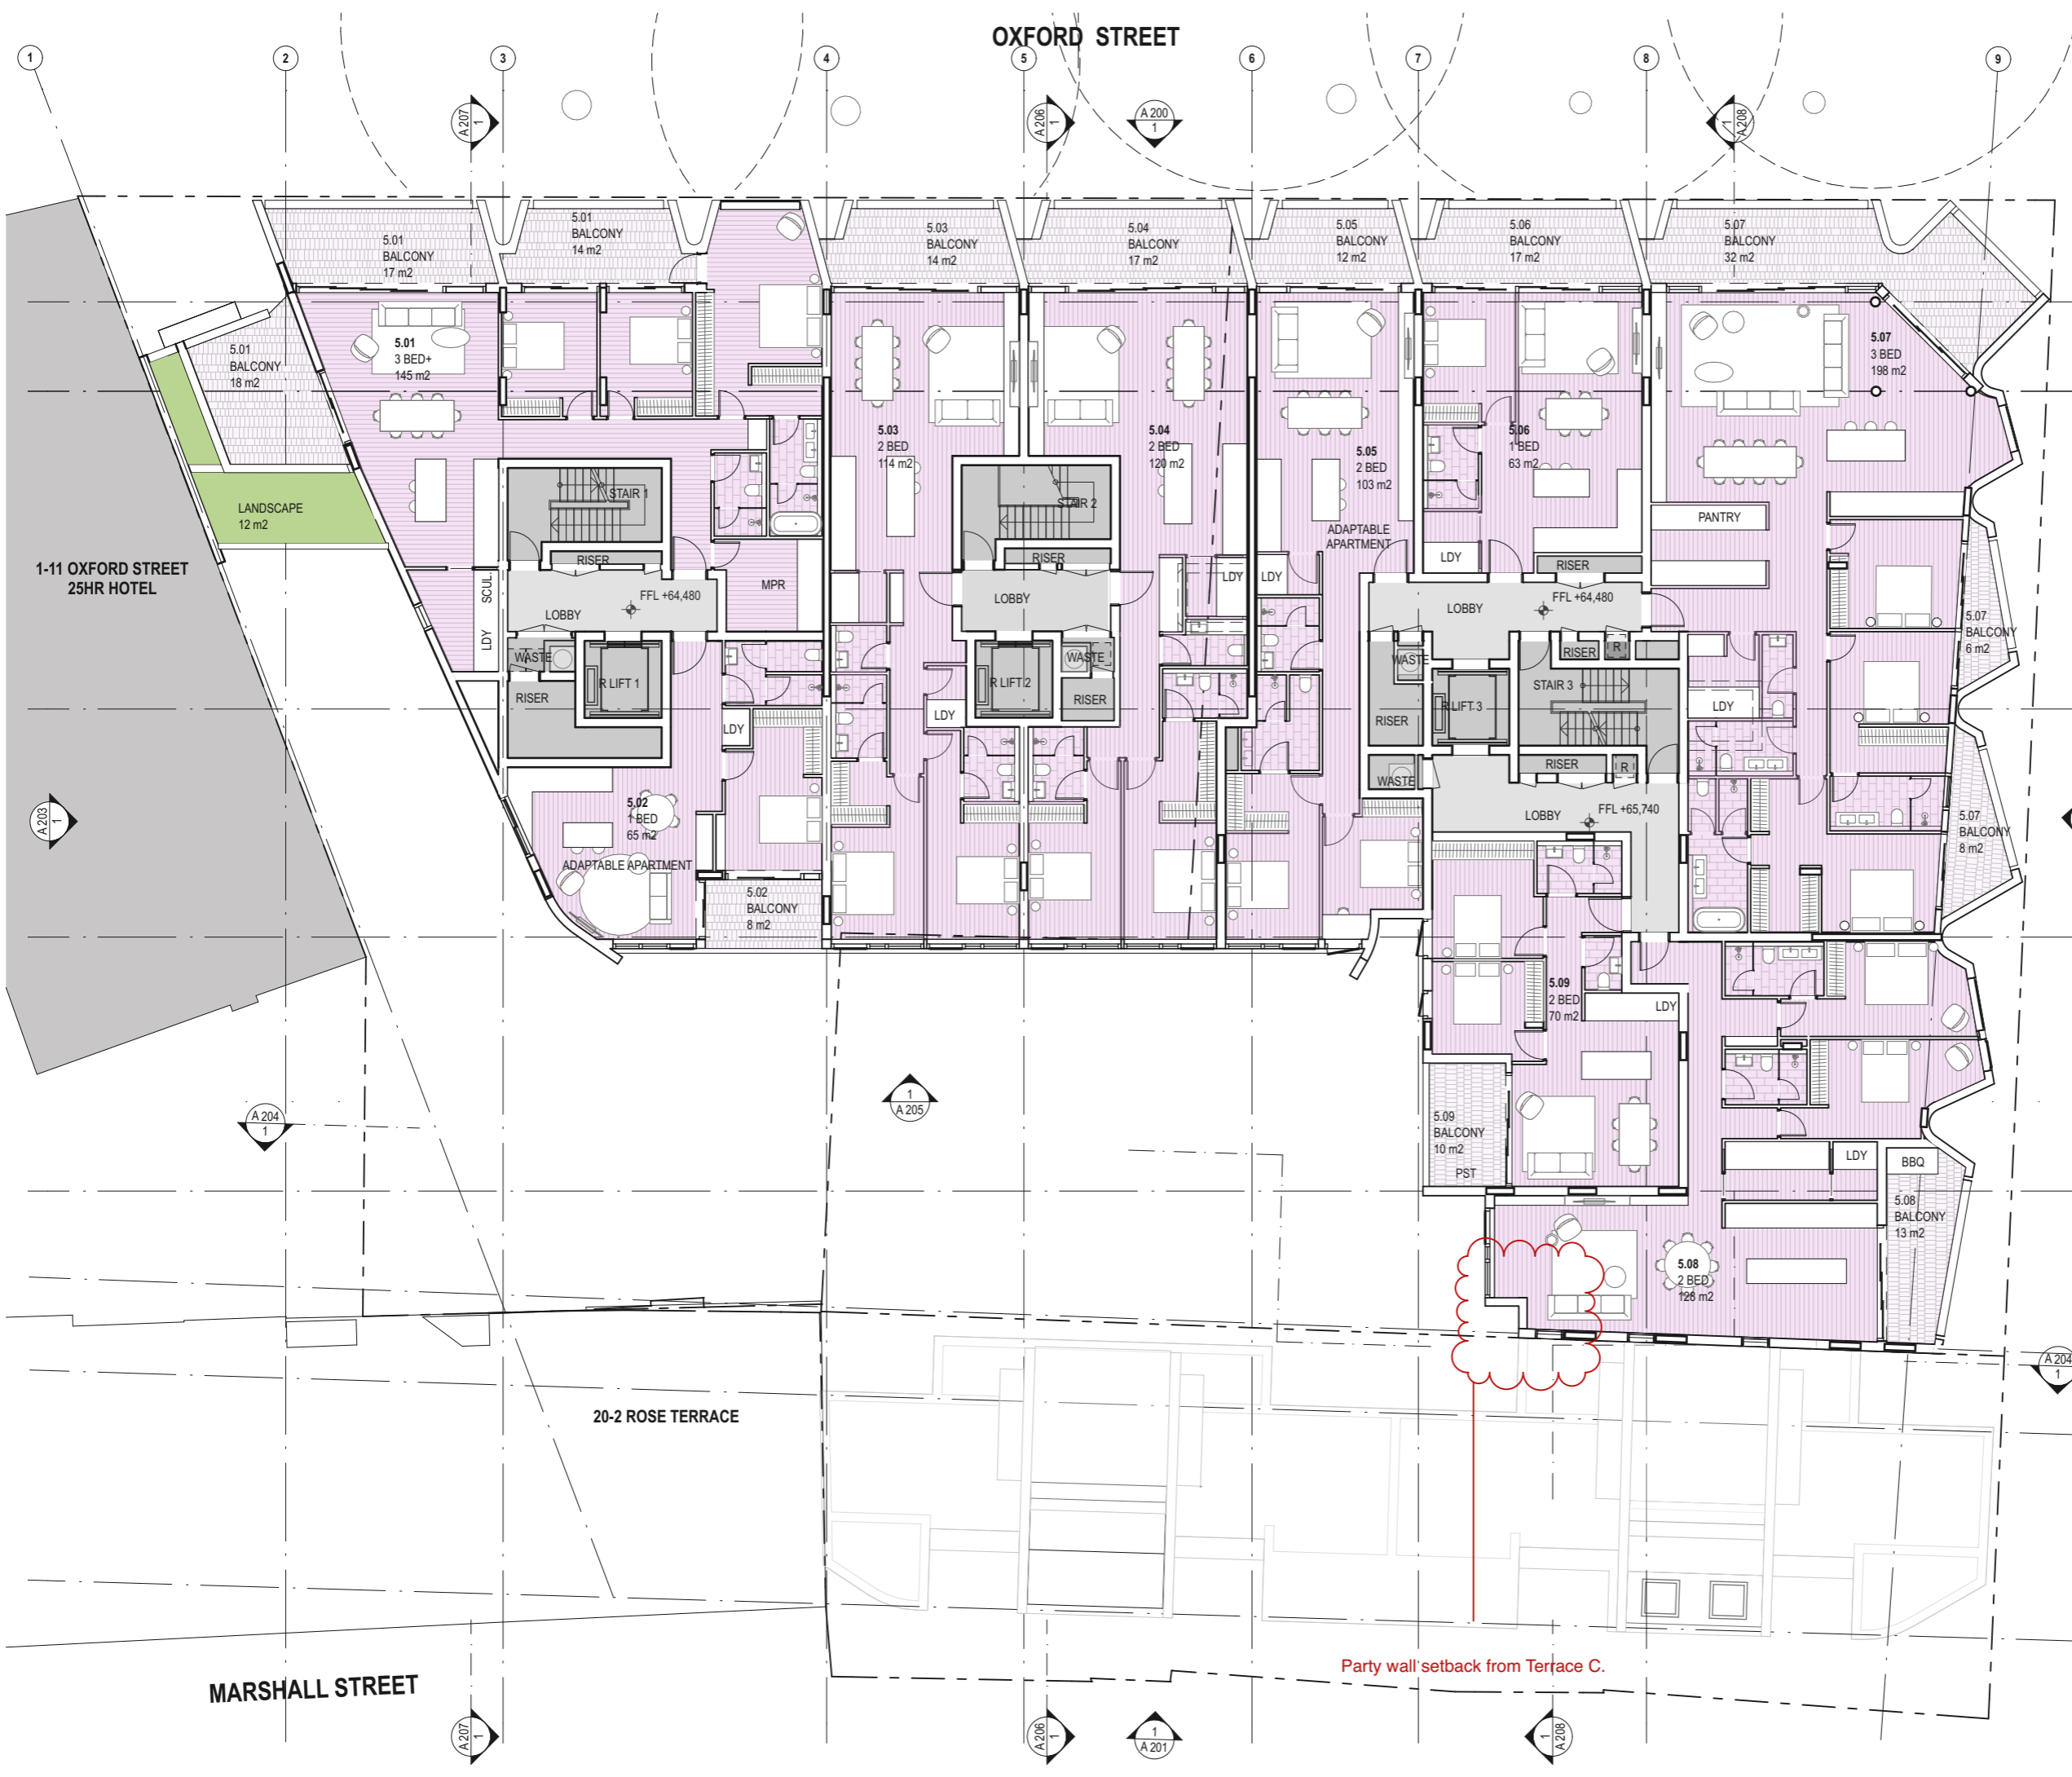 OXFORD STREET
1
2
3
4
5
6
7
8
9
A 207
1
A 206
1
A 200
1
1
A 208
5.01
BALCONY
17 m2
5.01
BALCONY
14 m2
5.03
BALCONY
14 m2
5.04
BALCONY
17 m2
5.05
BALCONY
12 m2
5.06
BALCONY
17 m2
5.07
BALCONY
32 m2
5.01
BALCONY
18 m2
5.01
3 BED+
145 m2
5.03
2 BED
114 m2
5.04
2 BED
120 m2
5.05
2 BED
103 m2
ADAPTABLE
APARTMENT
5.06
1 BED
63 m2
5.07
3 BED
198 m2
LANDSCAPE
12 m2
1-11 OXFORD STREET
25HR HOTEL
STAIR 1
RISER
LOBBY
FFL +64,480
SCUL.
LDY
MPR
WASTE
R LIFT 1
RISER
LDY
STAIR 2
RISER
LOBBY
LDY
WASTE
R LIFT 2
RISER
LDY
LDY
LDY
PANTRY
RISER
LOBBY
FFL +64,480
WASTE
RISER
R
STAIR 3
R LIFT 3
RISER
LDY
WASTE
RISER
R
LOBBY
FFL +65,740
5.07
BALCONY
6 m2
5.07
BALCONY
8 m2
A 203
1
5.02
1 BED
65 m2
ADAPTABLE APARTMENT
5.02
BALCONY
8 m2
5.09
2 BED
70 m2
LDY
5.09
BALCONY
10 m2
PST
LDY
BBQ
5.08
BALCONY
13 m2
5.08
2 BED
128 m2
A 204
1
1
A 205
A 204
1
20-2 ROSE TERRACE
Party wall setback from Terrace C.
MARSHALL STREET
A 207
1
A 206
1
1
A 201
1
A 208